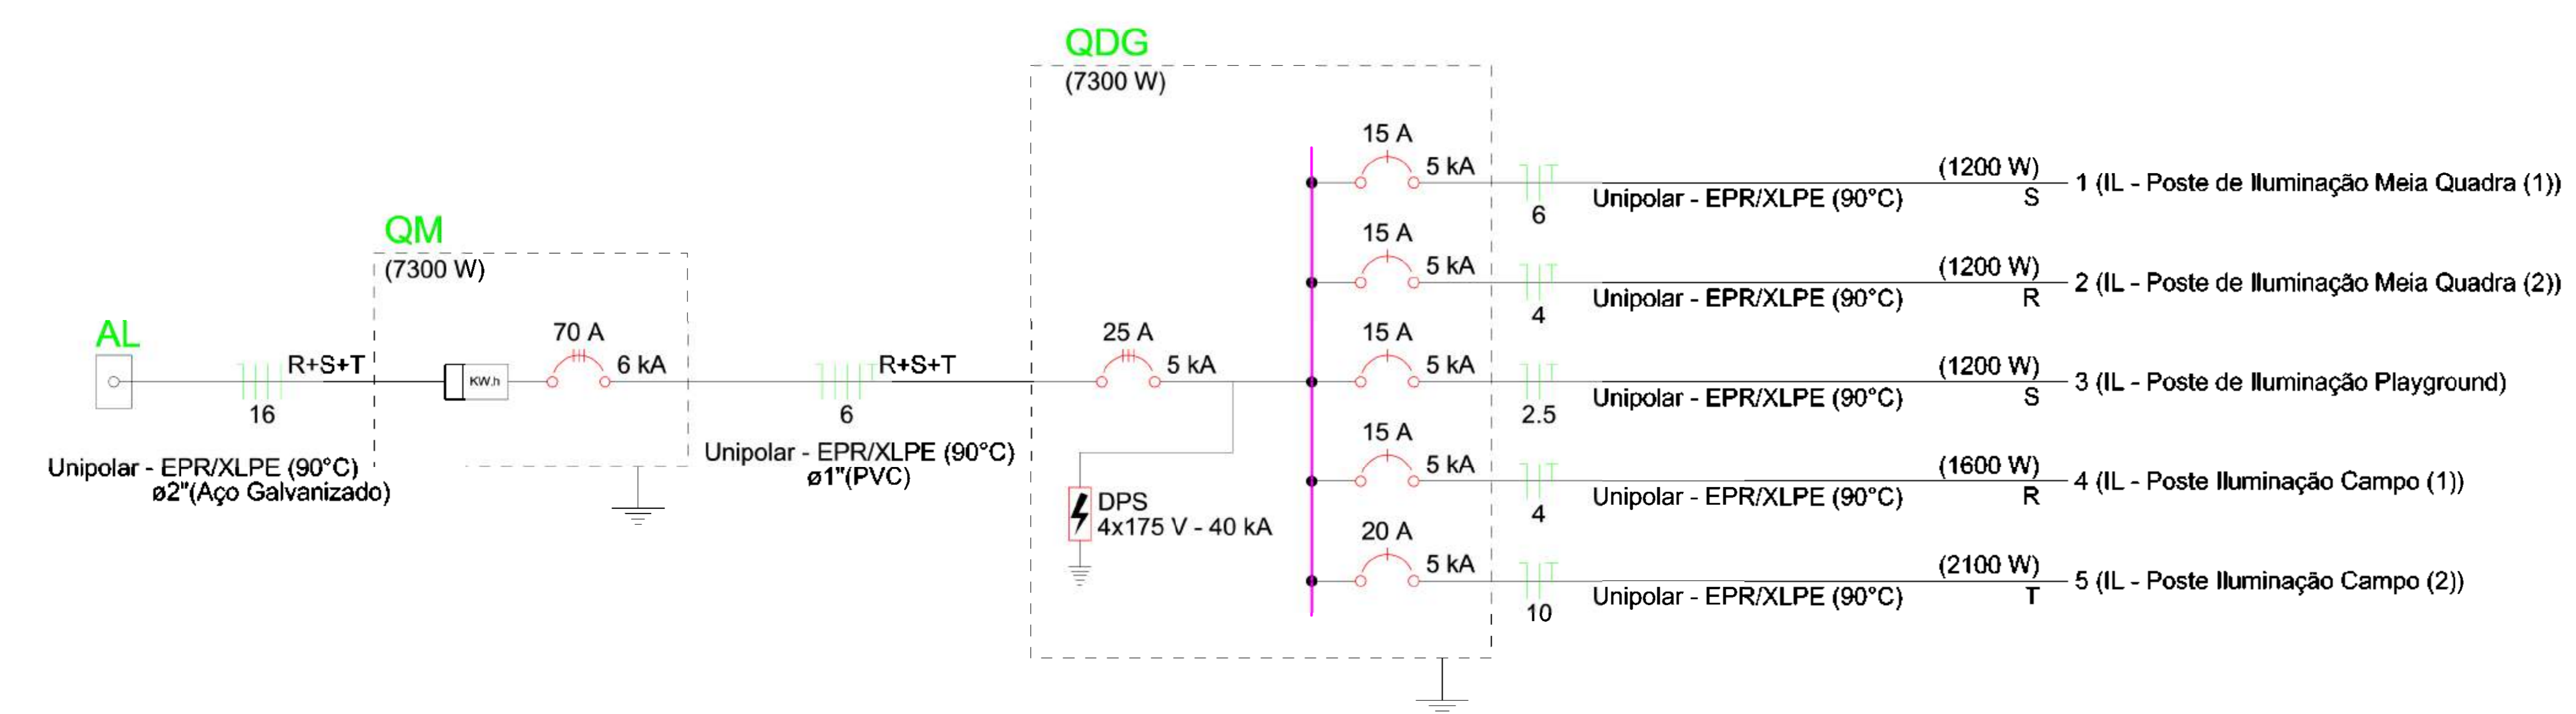 AL
R+S+T
16
Unipolar - EPR/XLPE (90°C)
ø2"(Aço Galvanizado)
QM
(7300 W)
KW.h
70 A
6 kA
R+S+T
6
Unipolar - EPR/XLPE (90°C)
ø1"(PVC)
QDG
(7300 W)
25 A
5 kA
DPS
4x175 V - 40 kA
15 A
5 kA
6
Unipolar - EPR/XLPE (90°C)
(1200 W)
S
1 (IL - Poste de Iluminação Meia Quadra (1))
15 A
5 kA
4
Unipolar - EPR/XLPE (90°C)
(1200 W)
R
2 (IL - Poste de Iluminação Meia Quadra (2))
15 A
5 kA
2.5
Unipolar - EPR/XLPE (90°C)
(1200 W)
S
3 (IL - Poste de Iluminação Playground)
15 A
5 kA
4
Unipolar - EPR/XLPE (90°C)
(1600 W)
R
4 (IL - Poste Iluminação Campo (1))
20 A
5 kA
10
Unipolar - EPR/XLPE (90°C)
(2100 W)
T
5 (IL - Poste Iluminação Campo (2))